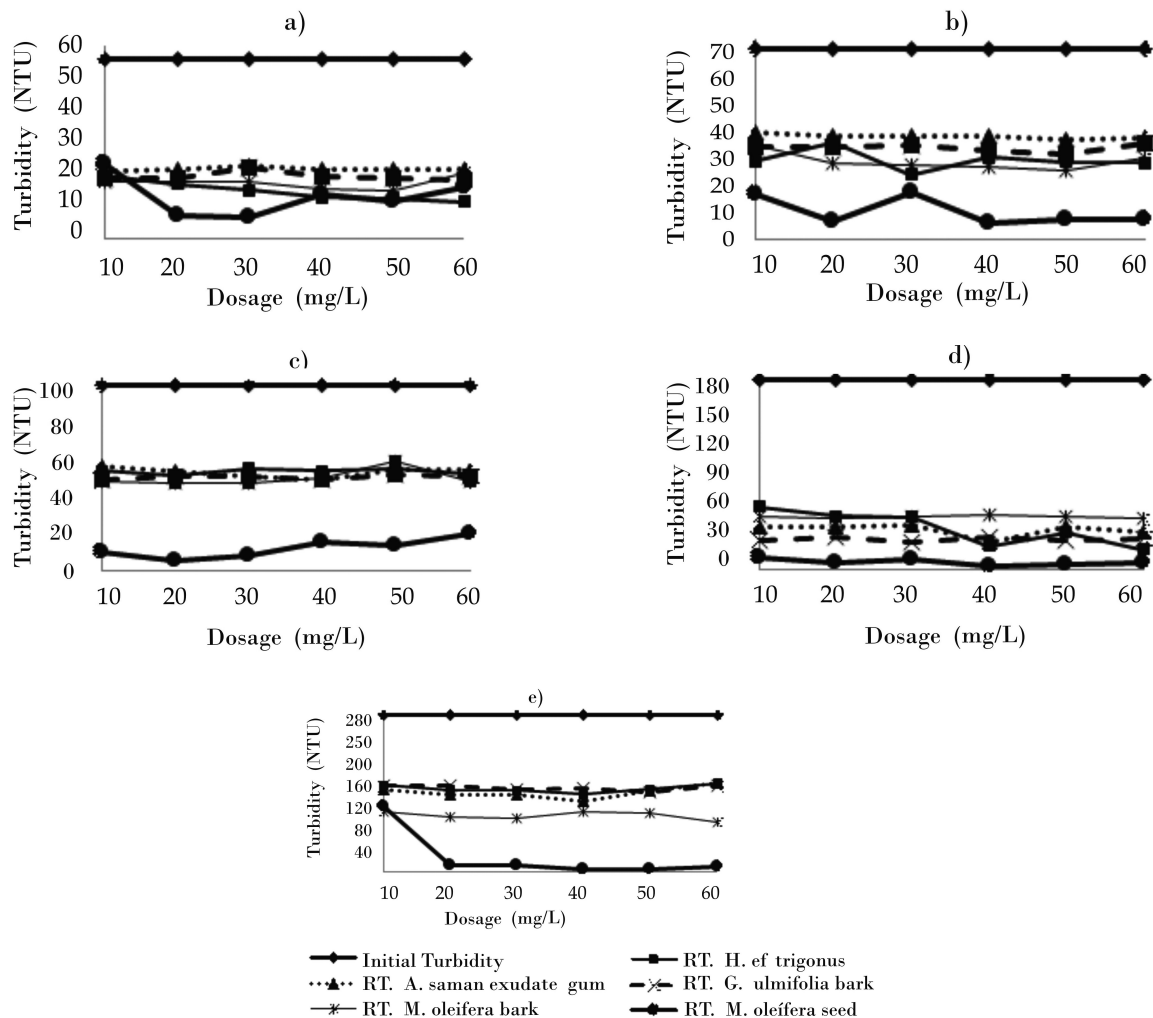 a)
Turbidity (NTU)
60
50
40
30
20
10
0
10 20 30 40 50 60
Dosage (mg/L)
b)
Turbidity (NTU)
70
60
50
40
30
20
10
0
10 20 30 40 50 60
Dosage (mg/L)
c)
Turbidity (NTU)
100
80
60
40
20
0
10 20 30 40 50 60
Dosage (mg/L)
d)
Turbidity (NTU)
180
150
120
90
60
30
0
10 20 30 40 50 60
Dosage (mg/L)
e)
Turbidity (NTU)
280
250
200
160
120
80
40
10 20 30 40 50 60
Dosage (mg/L)
Initial Turbidity
RT. H. ef trigonus
RT. A. saman exudate gum
RT. G. ulmifolia bark
RT. M. oleifera bark
RT. M. oleífera seed